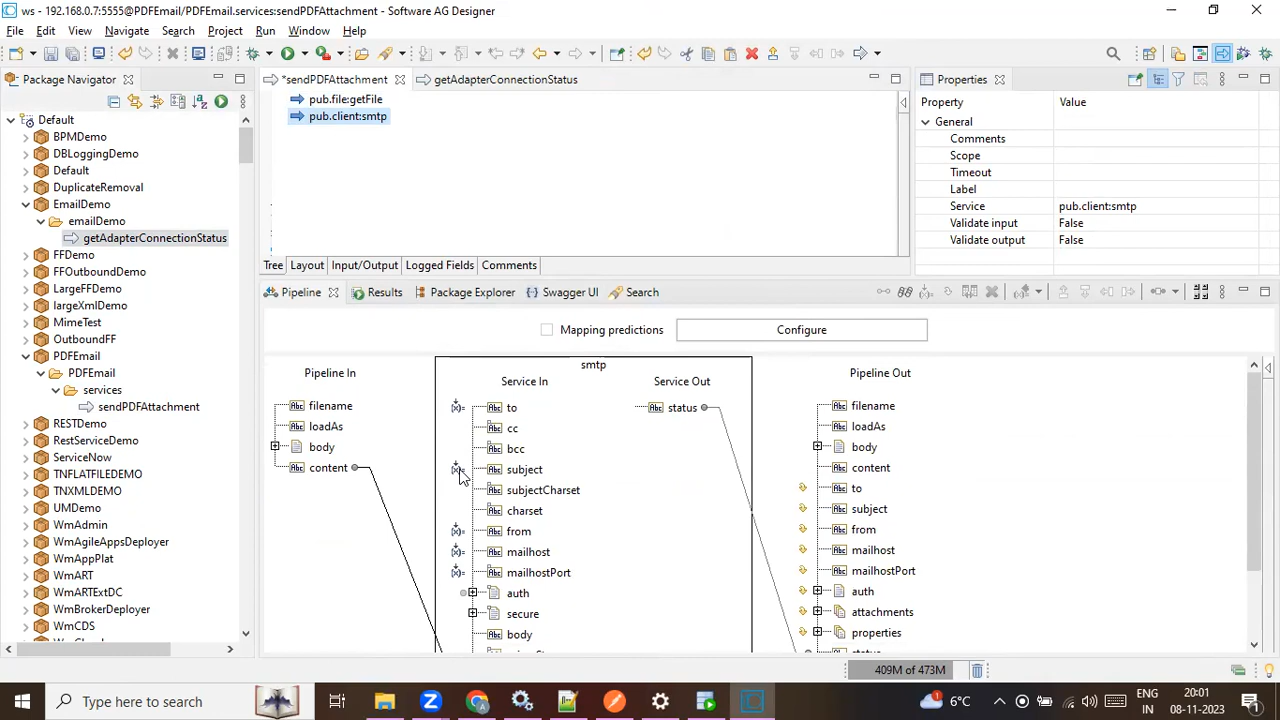 ws - 192.168.0.7:5555@PDFEmail/PDFEmail.services:sendPDFAttachment - Software AG Designer
File Edit View Navigate Search Project Run Window Help
Package Navigator
Default
BPMDemo
DBLoggingDemo
Default
DuplicateRemoval
EmailDemo
emailDemo
getAdapterConnectionStatus
FFDemo
FFOutboundDemo
LargeFFDemo
largeXmlDemo
MimeTest
OutboundFF
PDFEmail
PDFEmail
services
sendPDFAttachment
RESTDemo
RestServiceDemo
ServiceNow
TNFLATFILEDEMO
TNXMLDEMO
UMDemo
WmAdmin
WmAgileAppsDeployer
WmAppPlat
WmART
WmARTExtDC
WmBrokerDeployer
WmCDS
*sendPDFAttachment
getAdapterConnectionStatus
pub.file:getFile
pub.client:smtp
Tree Layout Input/Output Logged Fields Comments
Properties
Property Value
General
Comments
Scope
Timeout
Label
Service pub.client:smtp
Validate input False
Validate output False
Pipeline Results Package Explorer Swagger UI Search
Mapping predictions Configure
Pipeline In
filename
loadAs
body
content
smtp
Service In Service Out
to
cc
bcc
subject
subjectCharset
charset
from
mailhost
mailhostPort
auth
secure
body
status
Pipeline Out
filename
loadAs
body
content
to
subject
from
mailhost
mailhostPort
auth
attachments
properties
status
409M of 473M
Type here to search
6°C
ENG
IN
20:01
08-11-2023